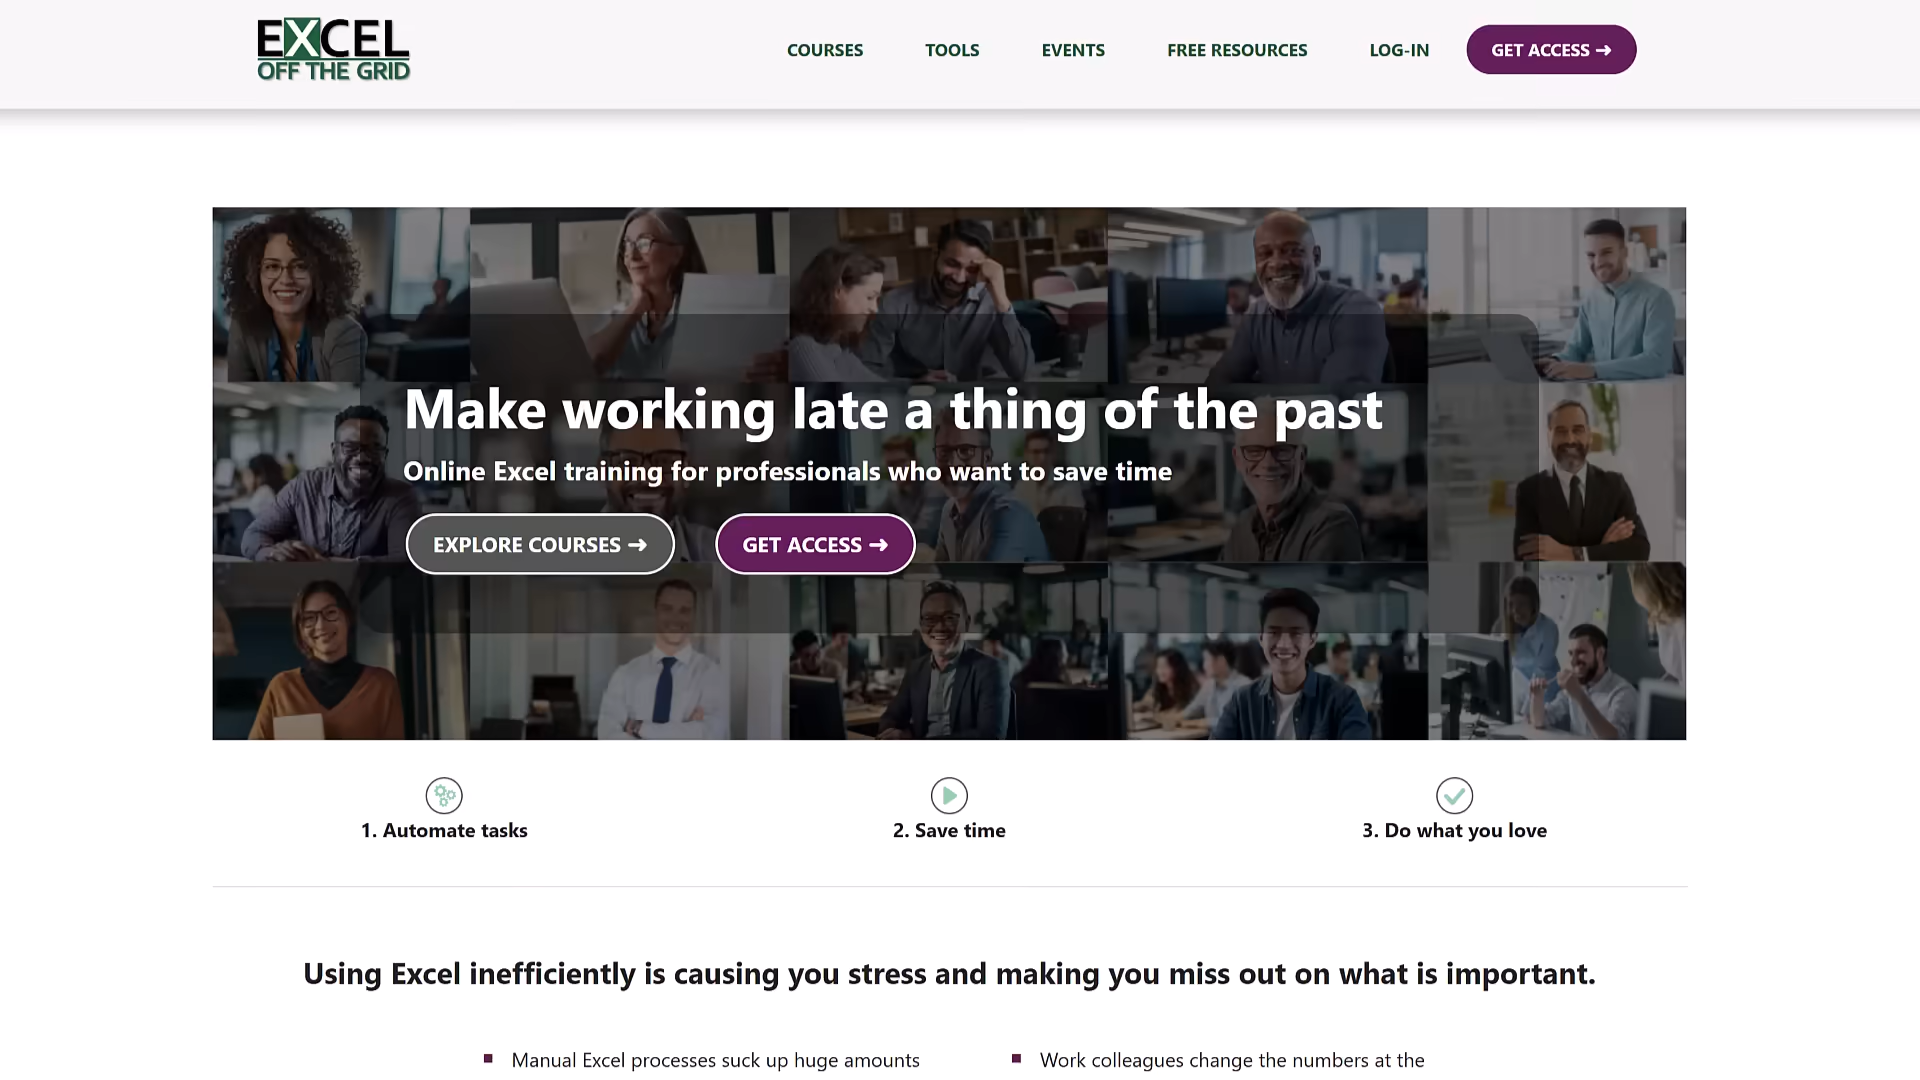 EXCEL
OFF THE GRID
COURSES
TOOLS
EVENTS
FREE RESOURCES
LOG-IN
GET ACCESS ➜
Make working late a thing of the past
Online Excel training for professionals who want to save time
EXPLORE COURSES ➜
GET ACCESS ➜
1. Automate tasks
2. Save time
3. Do what you love
Using Excel inefficiently is causing you stress and making you miss out on what is important.
▪ Manual Excel processes suck up huge amounts
▪ Work colleagues change the numbers at the